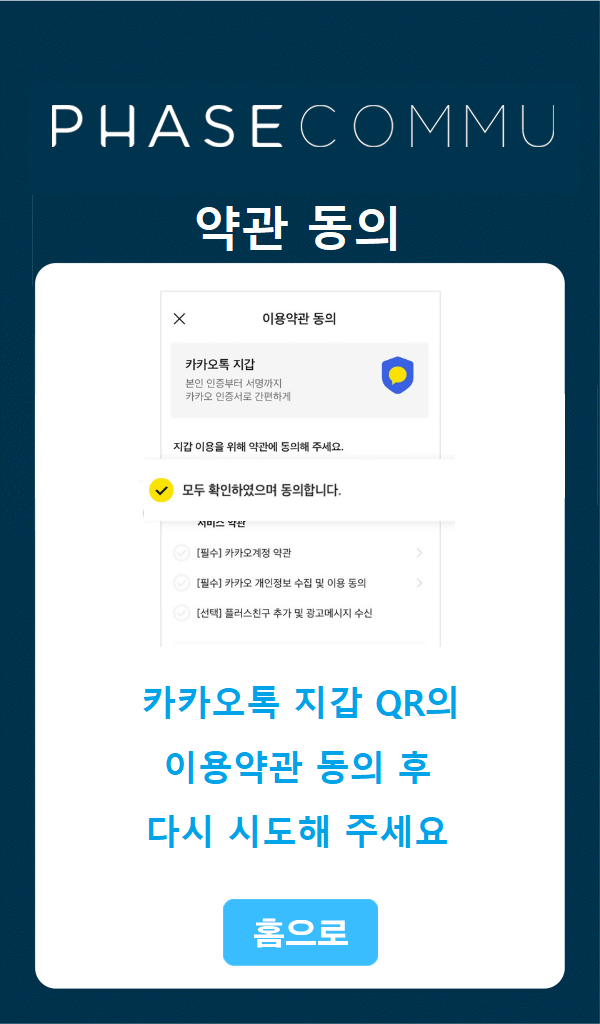 PHASECOMMU
약관 동의
이용약관 동의
카카오톡 지갑
본인 인증부터 서명까지
카카오 인증서로 간편하게
지갑 이용을 위해 약관에 동의해 주세요.
모두 확인하였으며 동의합니다.
서비스 약관
[필수] 카카오계정 약관
[필수] 카카오 개인정보 수집 및 이용 동의
[선택] 플러스친구 추가 및 광고메시지 수신
카카오톡 지갑 QR의
이용약관 동의 후
다시 시도해 주세요
홈으로